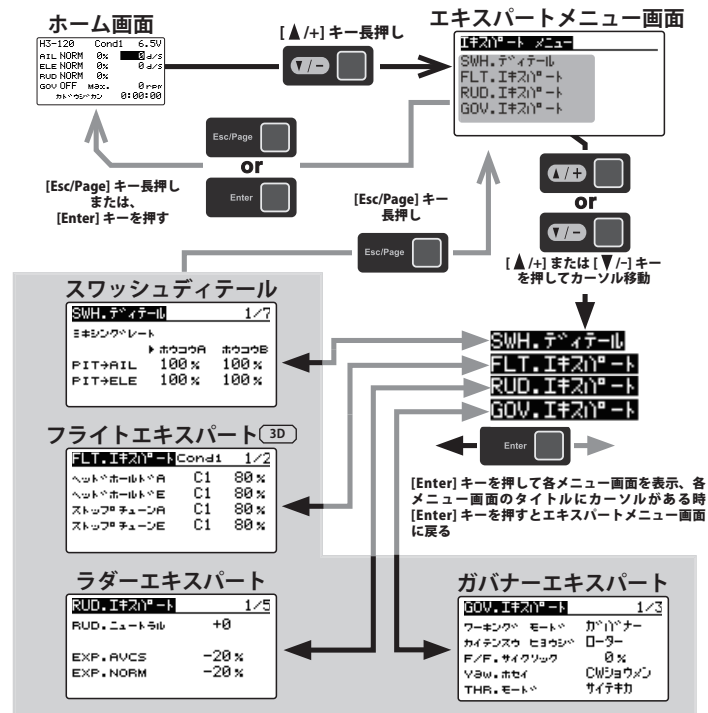 ホーム画面
H3-120 Cond1 6.5V
AIL NORM 0% 0d/s
ELE NORM 0% 0d/s
RUD NORM 0%
GOV OFF Max. 0rpm
カドウジカン 0:00:00
[▲/+] キー長押し
▼/−
エキスパートメニュー画面
エキスパート メニュー
SWH.ディテール
FLT.エキスパート
RUD.エキスパート
GOV.エキスパート
Esc/Page
or
Enter
[Esc/Page] キー長押し
または、
[Enter] キーを押す
[Esc/Page] キー
長押し
Esc/Page
▲/+
or
▼/−
[▲/+] または [▼/-] キー
を押してカーソル移動
スワッシュディテール
SWH.ディテール 1/7
ミキシングレート
▶ホウコウA ホウコウB
PIT→AIL 100% 100%
PIT→ELE 100% 100%
SWH.ディテール
FLT.エキスパート
RUD.エキスパート
GOV.エキスパート
Enter
[Enter] キーを押して各メニュー画面を表示、各
メニュー画面のタイトルにカーソルがある時
[Enter] キーを押すとエキスパートメニュー画面
に戻る
フライトエキスパート 3D
FLT.エキスパート Cond1 1/2
ヘッドホールドA C1 80%
ヘッドホールドE C1 80%
ストップチューンA C1 80%
ストップチューンE C1 80%
ラダーエキスパート
RUD.エキスパート 1/5
RUD.ニュートラル +0
EXP.AVCS −20%
EXP.NORM −20%
ガバナーエキスパート
GOV.エキスパート 1/3
ワーキング モード ガバナー
カイテンスウ ヒョウジ ローター
F/F.サイクリック 0%
Yaw.ホセイ CWショウメン
THR.モード サイテキカ